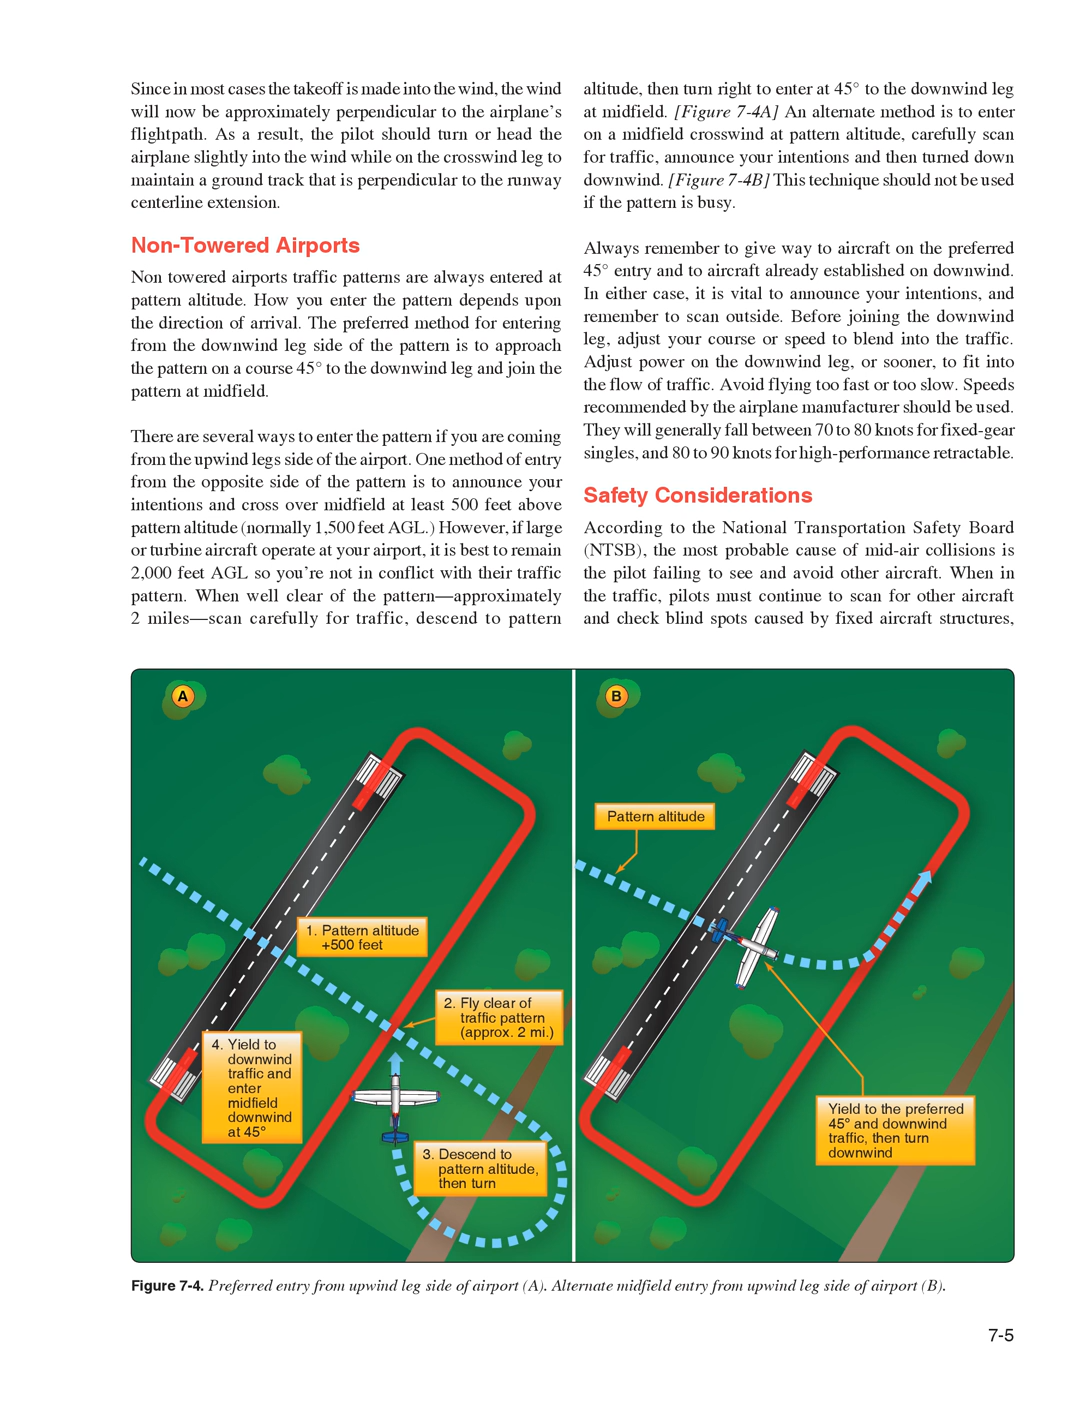 Since in most cases the takeoff is made into the wind, the wind
will now be approximately perpendicular to the airplane’s
flightpath. As a result, the pilot should turn or head the
airplane slightly into the wind while on the crosswind leg to
maintain a ground track that is perpendicular to the runway
centerline extension.
Non-Towered Airports
Non towered airports traffic patterns are always entered at
pattern altitude. How you enter the pattern depends upon
the direction of arrival. The preferred method for entering
from the downwind leg side of the pattern is to approach
the pattern on a course 45° to the downwind leg and join the
pattern at midfield.
There are several ways to enter the pattern if you are coming
from the upwind legs side of the airport. One method of entry
from the opposite side of the pattern is to announce your
intentions and cross over midfield at least 500 feet above
pattern altitude (normally 1,500 feet AGL.) However, if large
or turbine aircraft operate at your airport, it is best to remain
2,000 feet AGL so you’re not in conflict with their traffic
pattern. When well clear of the pattern—approximately
2 miles—scan carefully for traffic, descend to pattern
altitude, then turn right to enter at 45° to the downwind leg
at midfield. [Figure 7-4A] An alternate method is to enter
on a midfield crosswind at pattern altitude, carefully scan
for traffic, announce your intentions and then turned down
downwind. [Figure 7-4B] This technique should not be used
if the pattern is busy.
Always remember to give way to aircraft on the preferred
45° entry and to aircraft already established on downwind.
In either case, it is vital to announce your intentions, and
remember to scan outside. Before joining the downwind
leg, adjust your course or speed to blend into the traffic.
Adjust power on the downwind leg, or sooner, to fit into
the flow of traffic. Avoid flying too fast or too slow. Speeds
recommended by the airplane manufacturer should be used.
They will generally fall between 70 to 80 knots for fixed-gear
singles, and 80 to 90 knots for high-performance retractable.
Safety Considerations
According to the National Transportation Safety Board
(NTSB), the most probable cause of mid-air collisions is
the pilot failing to see and avoid other aircraft. When in
the traffic, pilots must continue to scan for other aircraft
and check blind spots caused by fixed aircraft structures,
A
1. Pattern altitude
+500 feet
2. Fly clear of
traffic pattern
(approx. 2 mi.)
4. Yield to
downwind
traffic and
enter
midfield
downwind
at 45°
3. Descend to
pattern altitude,
then turn
B
Pattern altitude
Yield to the preferred
45° and downwind
traffic, then turn
downwind
Figure 7-4. Preferred entry from upwind leg side of airport (A). Alternate midfield entry from upwind leg side of airport (B).
7-5